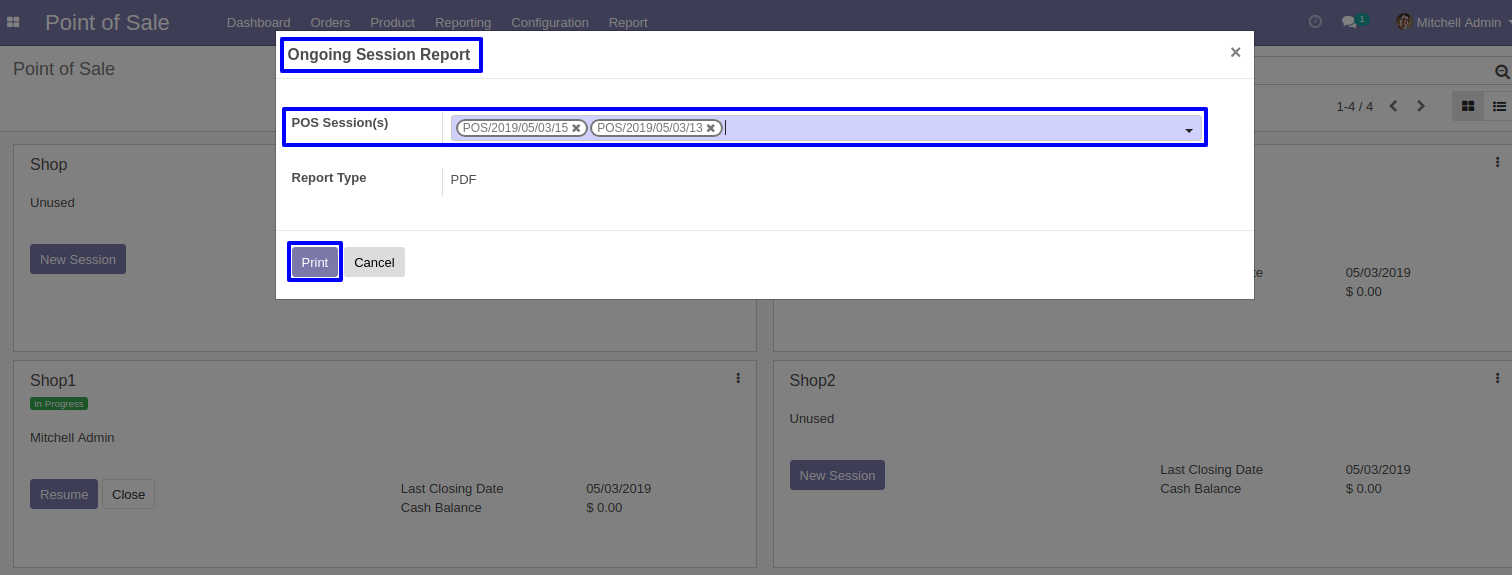 Point of Sale Dashboard Orders Product Reporting Configuration Report 1 Mitchell Admin
Point of Sale
Ongoing Session Report ×
1-4 / 4
POS Session(s) POS/2019/05/03/15 POS/2019/05/03/13
Report Type PDF
Print Cancel
Shop
Unused
New Session
05/03/2019
$ 0.00
Shop1
In Progress
Mitchell Admin
Resume Close
Last Closing Date 05/03/2019
Cash Balance $ 0.00
Shop2
Unused
New Session
Last Closing Date 05/03/2019
Cash Balance $ 0.00